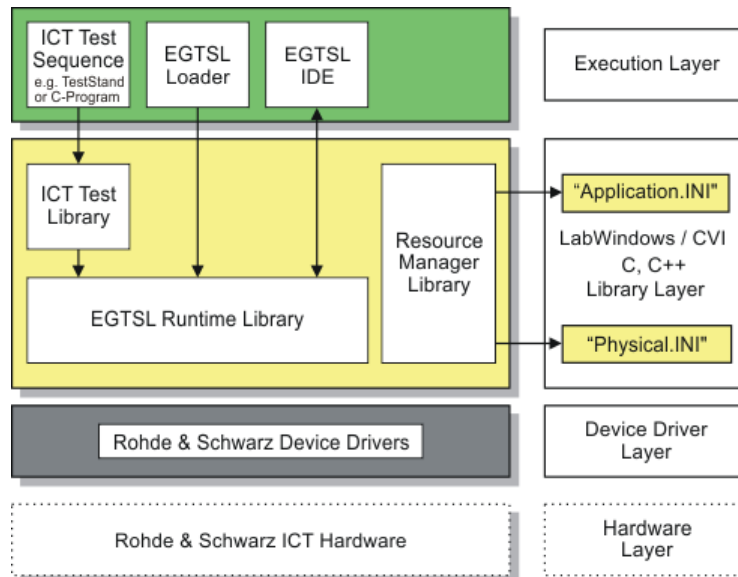 ICT Test
Sequence
e.g. TestStand
or C-Program
EGTSL
Loader
EGTSL
IDE
Execution Layer
ICT Test
Library
EGTSL Runtime Library
Resource
Manager
Library
“Application.INI"
LabWindows / CVI
C, C++
Library Layer
“Physical.INI"
Rohde & Schwarz Device Drivers
Device Driver
Layer
Rohde & Schwarz ICT Hardware
Hardware
Layer